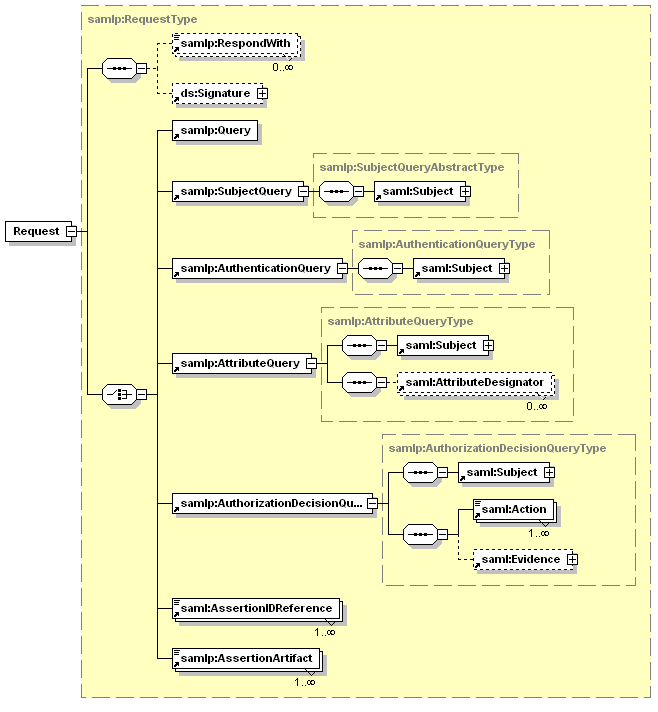 samlp:RequestType
samlp:RespondWith
0..∞
ds:Signature
samlp:Query
samlp:SubjectQueryAbstractType
samlp:SubjectQuery
saml:Subject
Request
samlp:AuthenticationQueryType
samlp:AuthenticationQuery
saml:Subject
samlp:AttributeQueryType
saml:Subject
samlp:AttributeQuery
saml:AttributeDesignator
0..∞
samlp:AuthorizationDecisionQueryType
saml:Subject
samlp:AuthorizationDecisionQu...
saml:Action
1..∞
saml:Evidence
saml:AssertionIDReference
1..∞
samlp:AssertionArtifact
1..∞